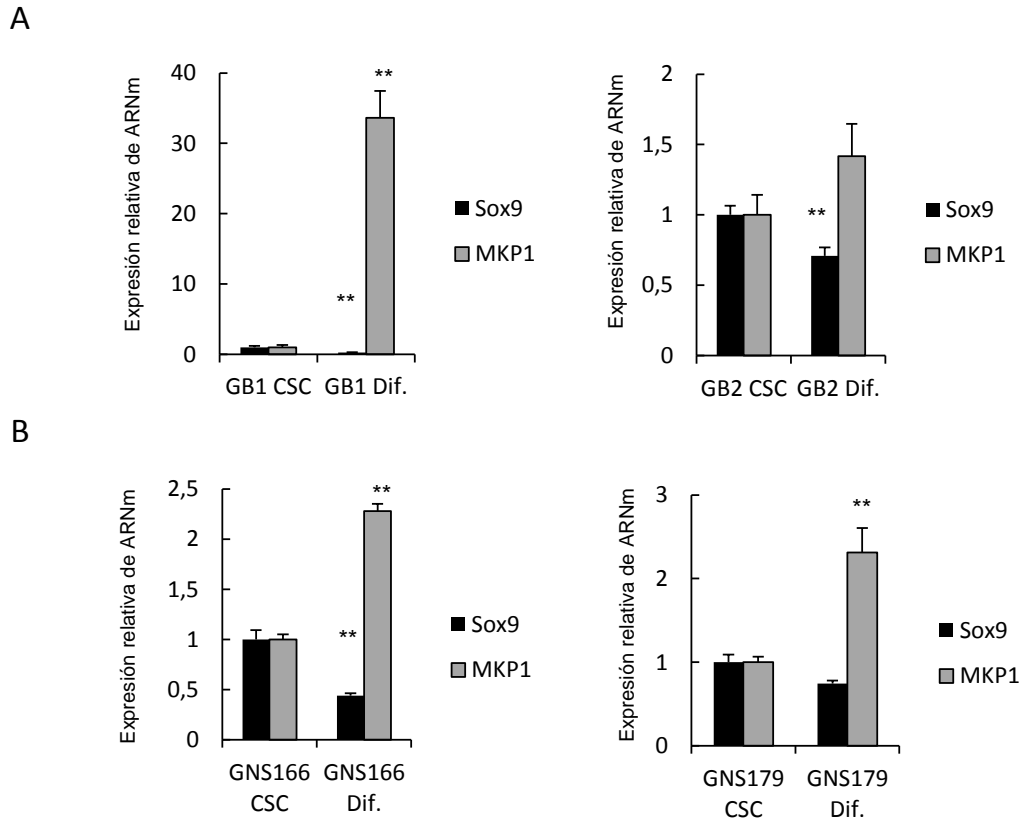 A
Expresión relativa de ARNm
40
30
20
10
0
**
**
GB1 CSC GB1 Dif.
Sox9
MKP1
Expresión relativa de ARNm
2
1,5
1
0,5
0
**
GB2 CSC GB2 Dif.
Sox9
MKP1
B
Expresión relativa de ARNm
2,5
2
1,5
1
0,5
0
**
**
GNS166 GNS166
CSC Dif.
Sox9
MKP1
Expresión relativa de ARNm
3
2
1
0
**
GNS179 GNS179
CSC Dif.
Sox9
MKP1